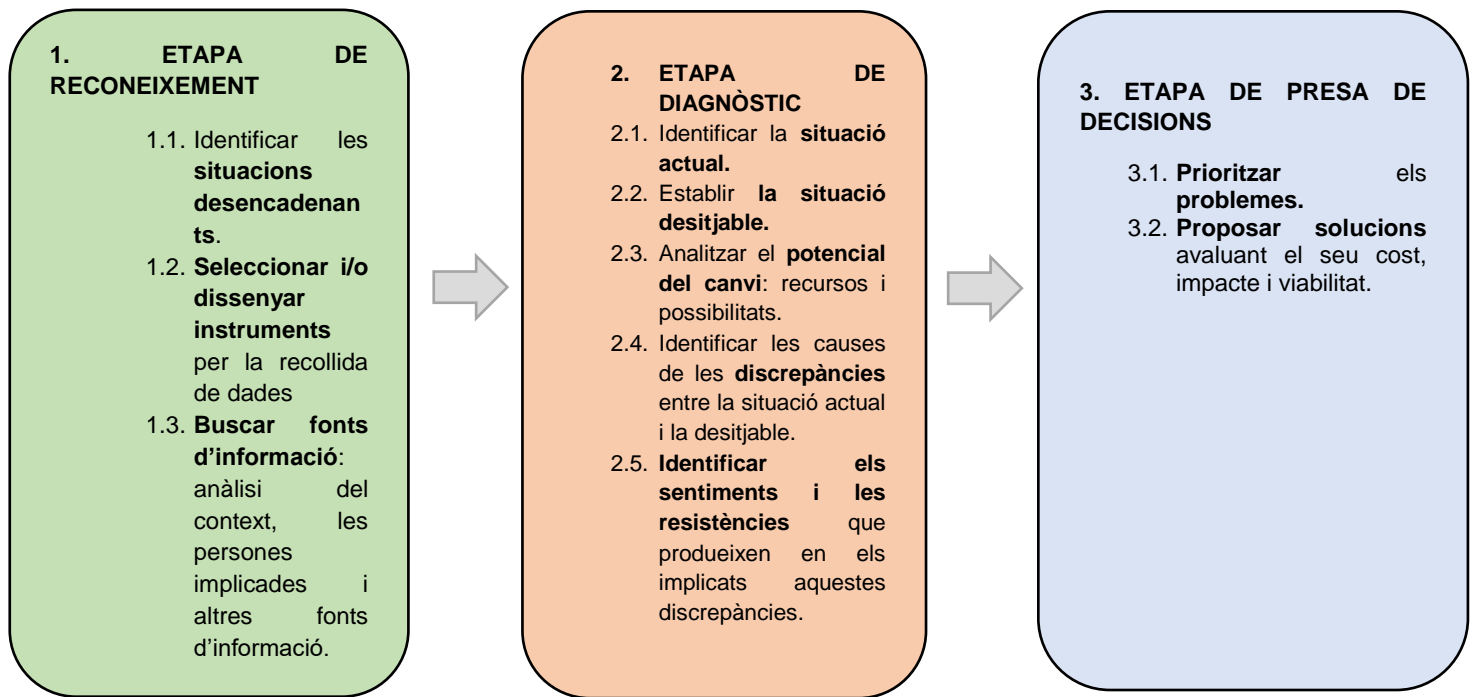 1. ETAPA DE
RECONEIXEMENT
1.1. Identificar les
situacions
desencadenan
ts.
1.2. Seleccionar i/o
dissenyar
instruments
per la recollida
de dades
1.3. Buscar fonts
d’informació:
anàlisi del
context, les
persones
implicades i
altres fonts
d’informació.
2. ETAPA DE
DIAGNÒSTIC
2.1. Identificar la situació
actual.
2.2. Establir la situació
desitjable.
2.3. Analitzar el potencial
del canvi: recursos i
possibilitats.
2.4. Identificar les causes
de les discrepàncies
entre la situació actual
i la desitjable.
2.5. Identificar els
sentiments i les
resistències que
produeixen en els
implicats aquestes
discrepàncies.
3. ETAPA DE PRESA DE
DECISIONS
3.1. Prioritzar els
problemes.
3.2. Proposar solucions
avaluant el seu cost,
impacte i viabilitat.